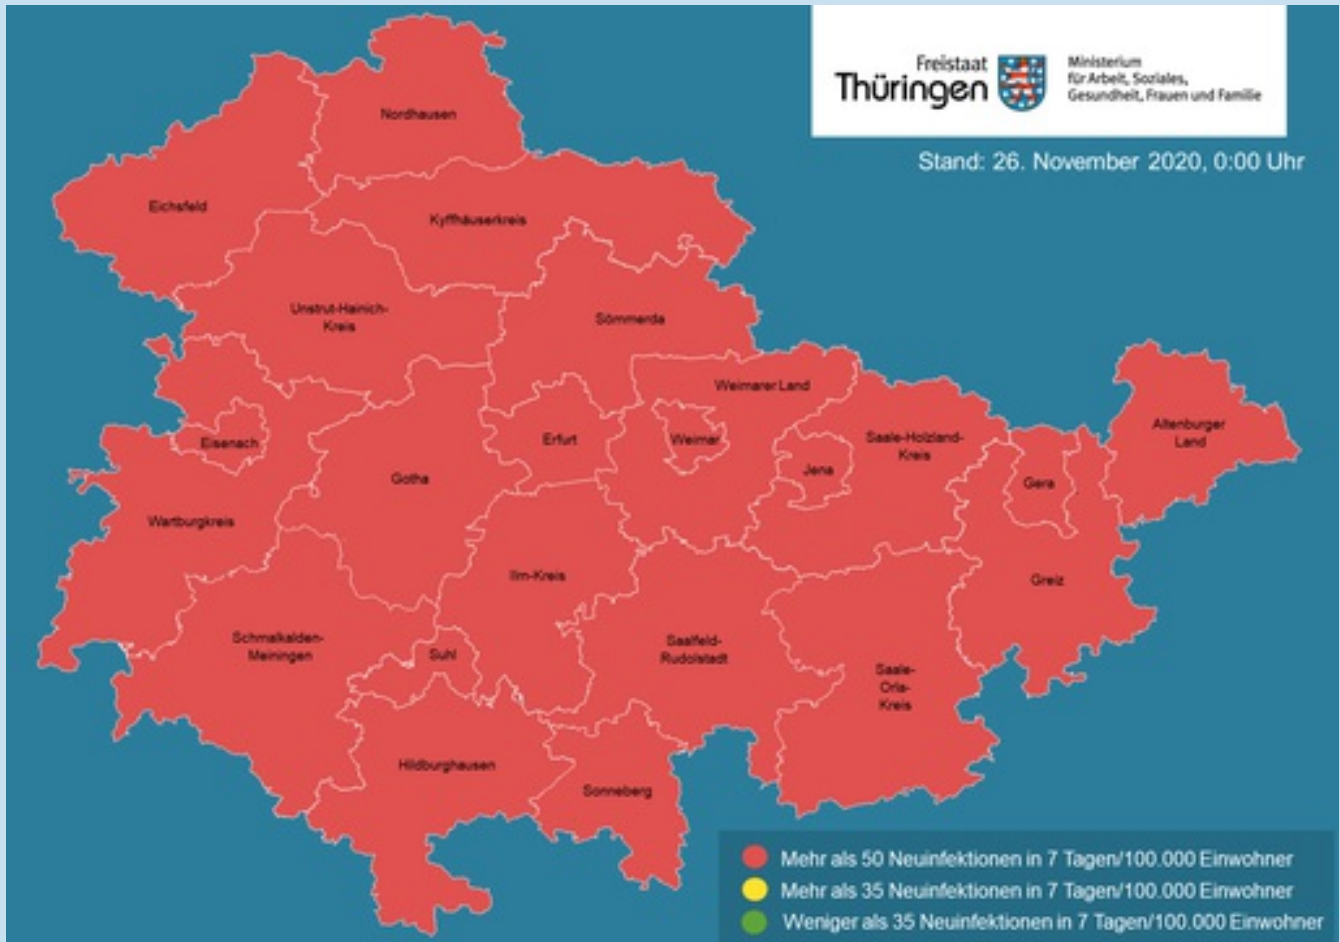 Freistaat
Thüringen
Ministerium
für Arbeit, Soziales,
Gesundheit, Frauen und Familie
Stand: 26. November 2020, 0:00 Uhr
Nordhausen
Eichsfeld
Kyffhäuserkreis
Unstrut-Hainich-
Kreis
Sömmerda
Weimarer Land
Eisenach
Erfurt
Weimar
Saale-Holzland-
Kreis
Altenburger
Land
Gotha
Jena
Gera
Wartburgkreis
Ilm-Kreis
Greiz
Schmalkalden-
Meiningen
Suhl
Saalfeld-
Rudolstadt
Saale-
Orla-
Kreis
Hildburghausen
Sonneberg
Mehr als 50 Neuinfektionen in 7 Tagen/100.000 Einwohner
Mehr als 35 Neuinfektionen in 7 Tagen/100.000 Einwohner
Weniger als 35 Neuinfektionen in 7 Tagen/100.000 Einwohner